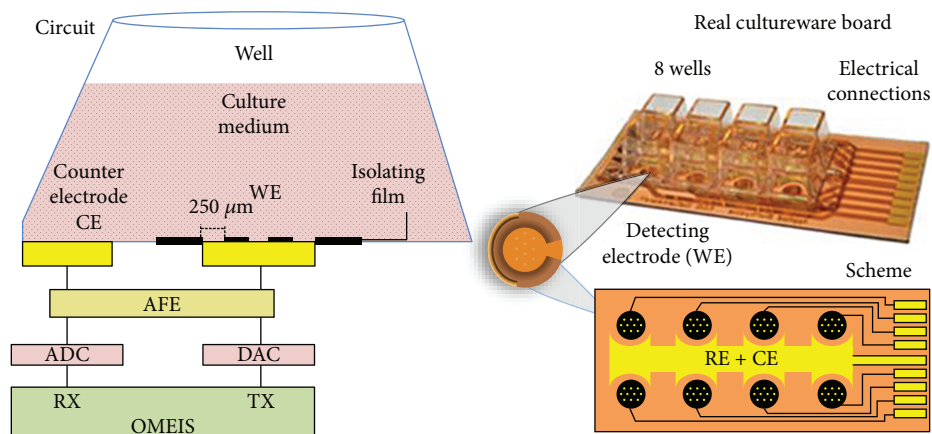 Circuit
Well
Culture
medium
Counter
electrode
CE
WE
250 μm
Isolating
film
AFE
ADC
DAC
RX
TX
OMEIS
Real cultureware board
8 wells
Electrical
connections
Detecting
electrode (WE)
Scheme
RE + CE